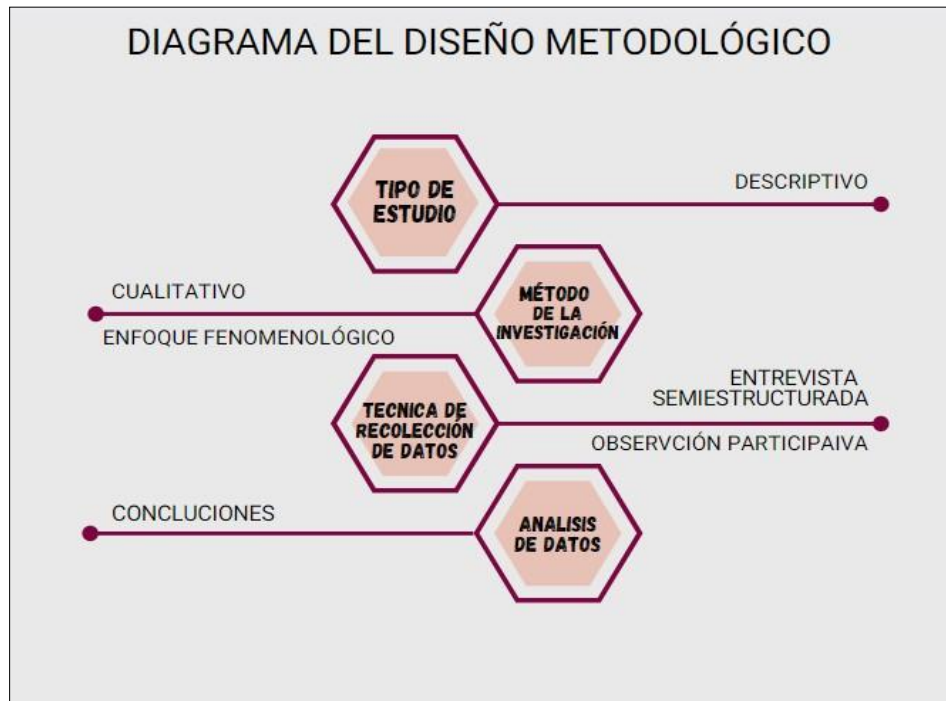 DIAGRAMA DEL DISEÑO METODOLÓGICO
TIPO DE
ESTUDIO
DESCRIPTIVO
CUALITATIVO
ENFOQUE FENOMENOLÓGICO
MÉTODO
DE LA
INVESTIGACIÓN
TECNICA DE
RECOLECCIÓN
DE DATOS
ENTREVISTA
SEMIESTRUCTURADA
OBSERVCIÓN PARTICIPAIVA
CONCLUCIONES
ANALISIS
DE DATOS